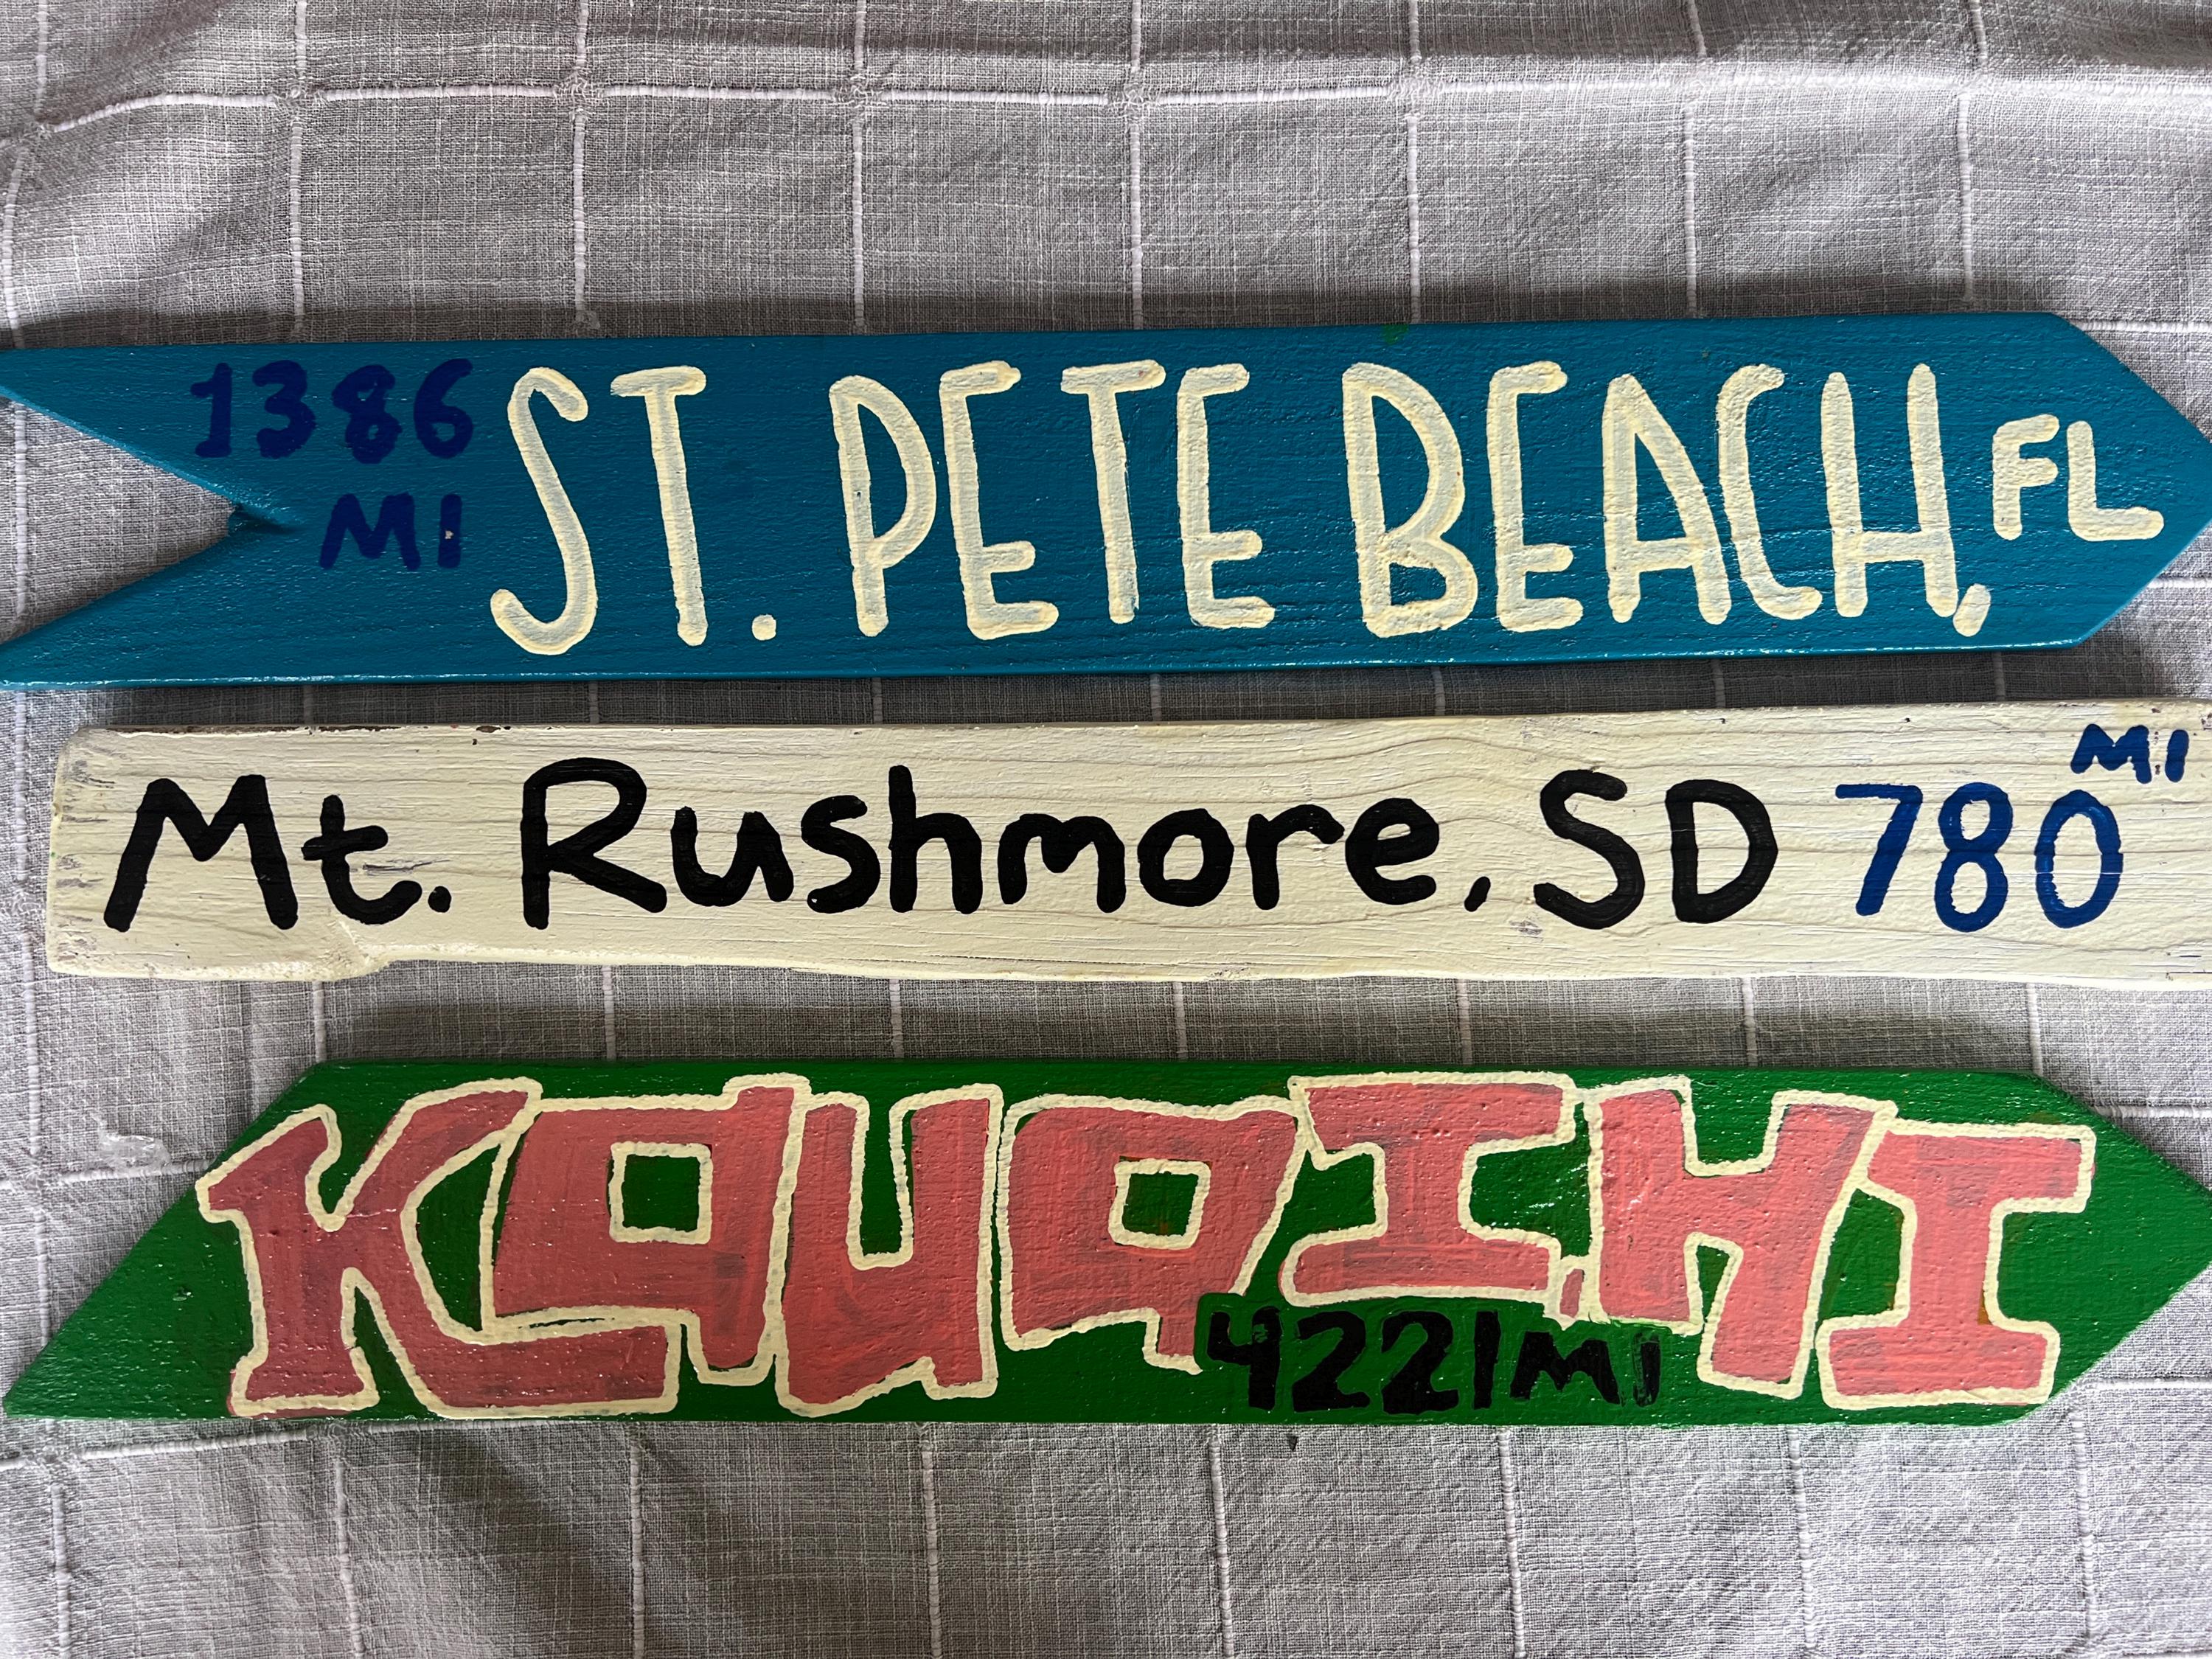 1386
MI
ST. PETE BEACH, FL
Mt. Rushmore, SD 780 MI
KAUAI, HI
4221 MI